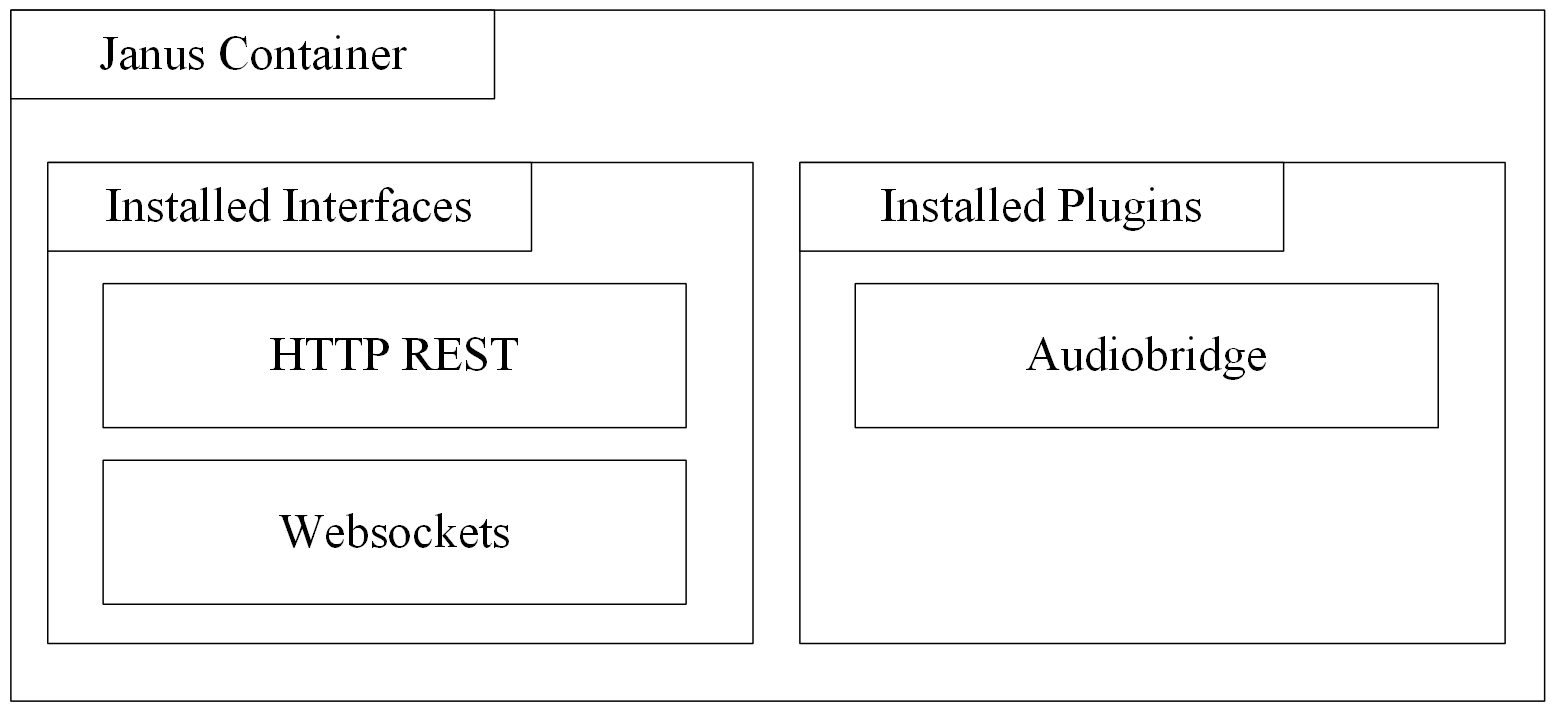 Janus Container
Installed Interfaces
HTTP REST
Websockets
Installed Plugins
Audiobridge